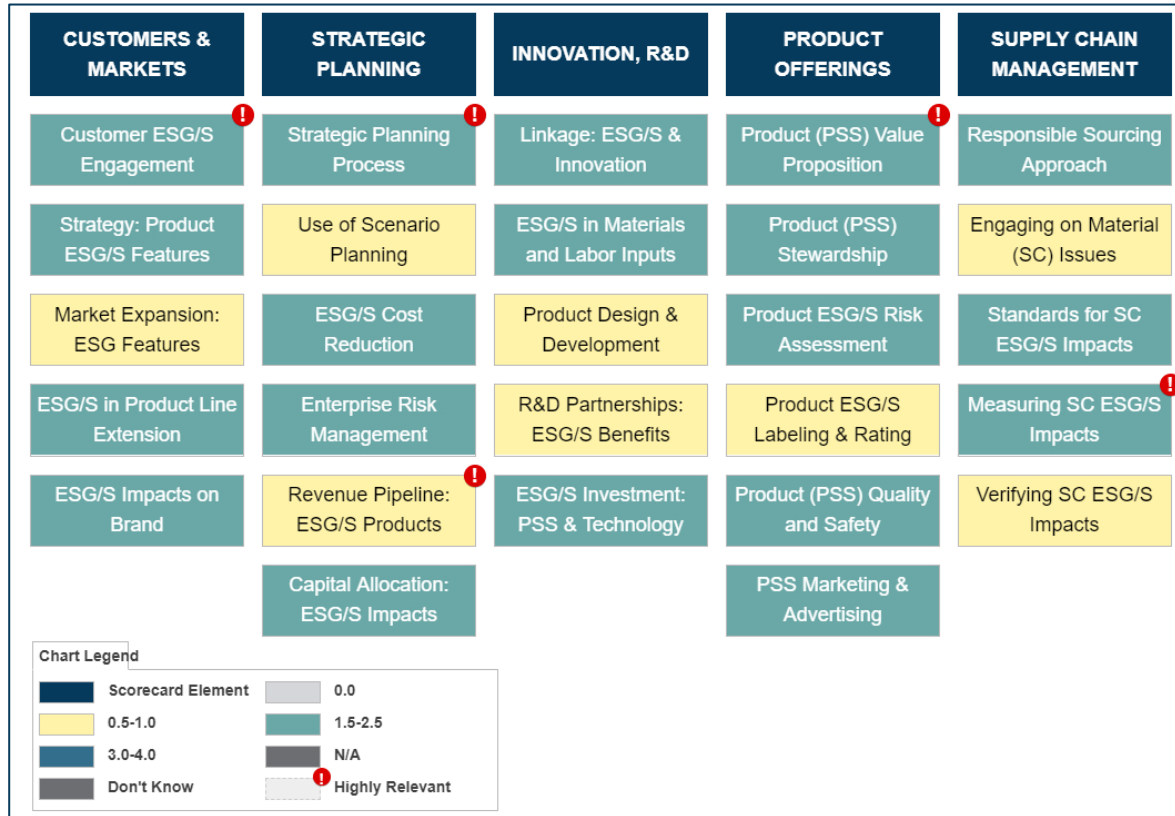 CUSTOMERS &
MARKETS
STRATEGIC
PLANNING
INNOVATION, R&D
PRODUCT
OFFERINGS
SUPPLY CHAIN
MANAGEMENT
!
Customer ESG/S
Engagement
!
Strategic Planning
Process
Linkage: ESG/S &
Innovation
!
Product (PSS) Value
Proposition
Responsible Sourcing
Approach
Strategy: Product
ESG/S Features
Use of Scenario
Planning
ESG/S in Materials
and Labor Inputs
Product (PSS)
Stewardship
Engaging on Material
(SC) Issues
Market Expansion:
ESG Features
ESG/S Cost
Reduction
Product Design &
Development
Product ESG/S Risk
Assessment
Standards for SC
ESG/S Impacts
ESG/S in Product Line
Extension
Enterprise Risk
Management
R&D Partnerships:
ESG/S Benefits
Product ESG/S
Labeling & Rating
!
Measuring SC ESG/S
Impacts
ESG/S Impacts on
Brand
!
Revenue Pipeline:
ESG/S Products
ESG/S Investment:
PSS & Technology
Product (PSS) Quality
and Safety
Verifying SC ESG/S
Impacts
Capital Allocation:
ESG/S Impacts
PSS Marketing &
Advertising
Chart Legend
Scorecard Element
0.0
0.5-1.0
1.5-2.5
3.0-4.0
N/A
Don't Know
!
Highly Relevant